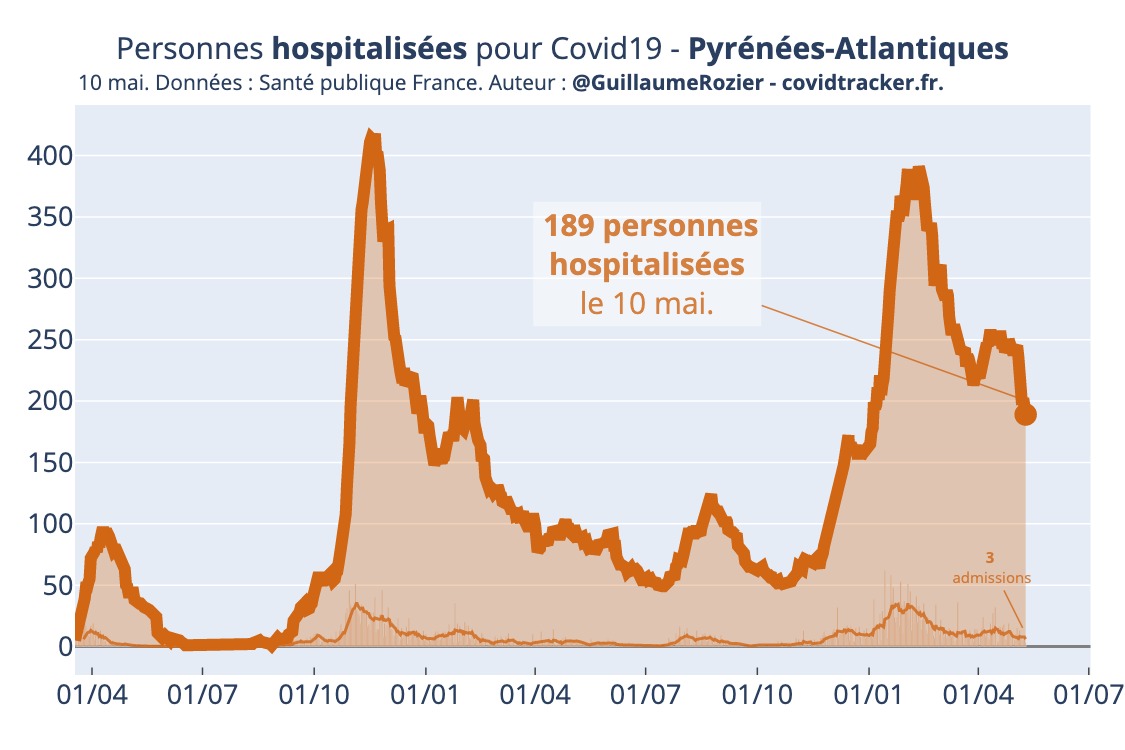 Personnes hospitalisées pour Covid19 - Pyrénées-Atlantiques
10 mai. Données : Santé publique France. Auteur : @GuillaumeRozier - covidtracker.fr.
400
350
300
250
200
150
100
50
0
189 personnes
hospitalisées
le 10 mai.
3
admissions
01/04 01/07 01/10 01/01 01/04 01/07 01/10 01/01 01/04 01/07